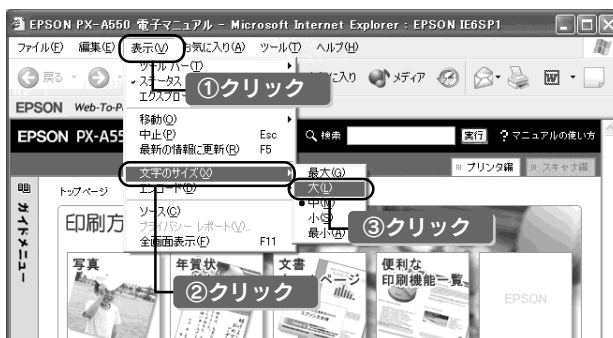 EPSON PX-A550 電子マニュアル - Microsoft Internet Explorer : EPSON IE6SP1
ファイル(F) 編集(E) 表示(V) お気に入り(A) ツール(T) ヘルプ(H)
戻る メディア
ツール バー(T)
ステータス
①クリック
エクスプロー
EPSON Web-To-P
移動(O)
中止(P) Esc
最新の情報に更新(R) F5
EPSON PX-A55
検索 実行 ?マニュアルの使い方
文字のサイズ(X)
エンコード(D)
ソース(C)
プライバシー レポート(V)...
全画面表示(F) F11
最大(G)
大(L)
中(M)
小(S)
最小(A)
③クリック
プリンタ編 スキャナ編
トップページ
ガイドメニュー
印刷方
写真 年賀状 文書 ページ 便利な
印刷機能一覧
②クリック
EPSON